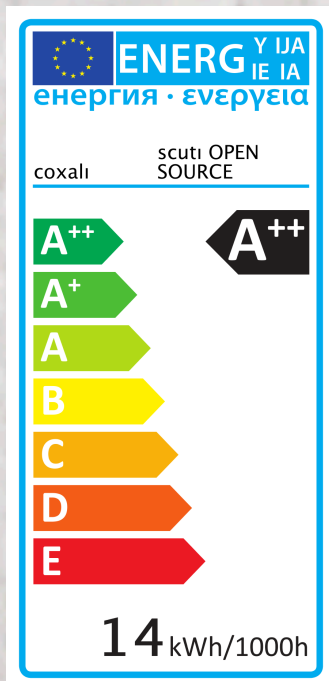 ENERG Y IJA
IE IA
енергия · ενεργεια
coxalı
scutı OPEN
SOURCE
A++
A++
A+
A
B
C
D
E
14 kWh/1000h